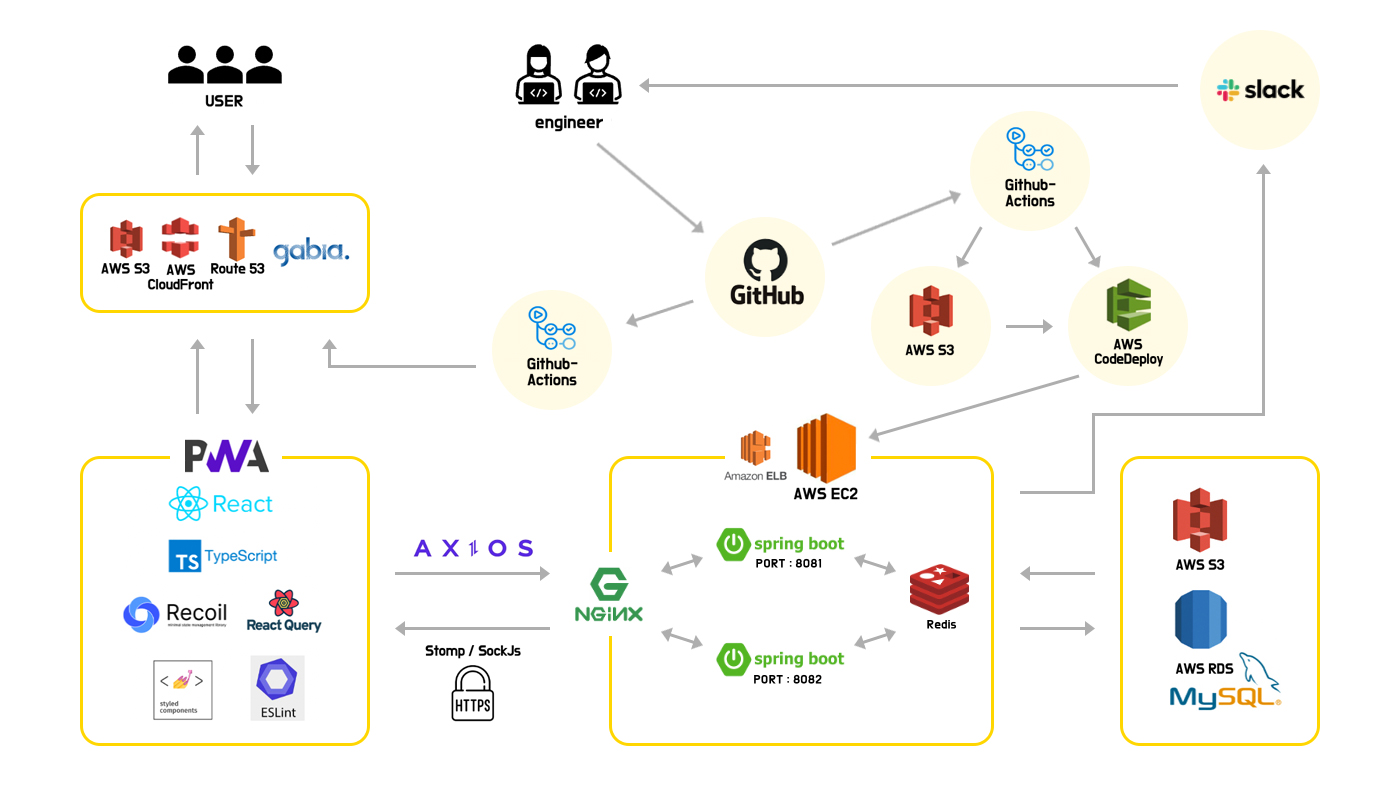 USER
</>
</>
engineer
slack
Github-
Actions
AWS S3
AWS
CloudFront
Route 53
gabia.
GitHub
Github-
Actions
AWS S3
AWS
CodeDeploy
PWA
React
TS TypeScript
Recoil
minimal state management library
React Query
< >
styled
components
ESLint
AXIOS
Stomp / SockJs
HTTPS
Amazon ELB
AWS EC2
NGINX
spring boot
PORT : 8081
spring boot
PORT : 8082
Redis
AWS S3
AWS RDS
MySQL®